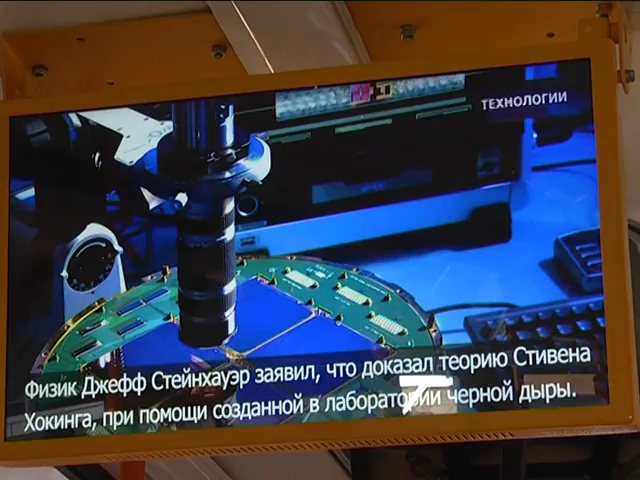 ТЕХНОЛОГИИ
Физик Джефф Стейнхауэр заявил, что доказал теорию Стивена
Хокинга, при помощи созданной в лаборатории черной дыры.